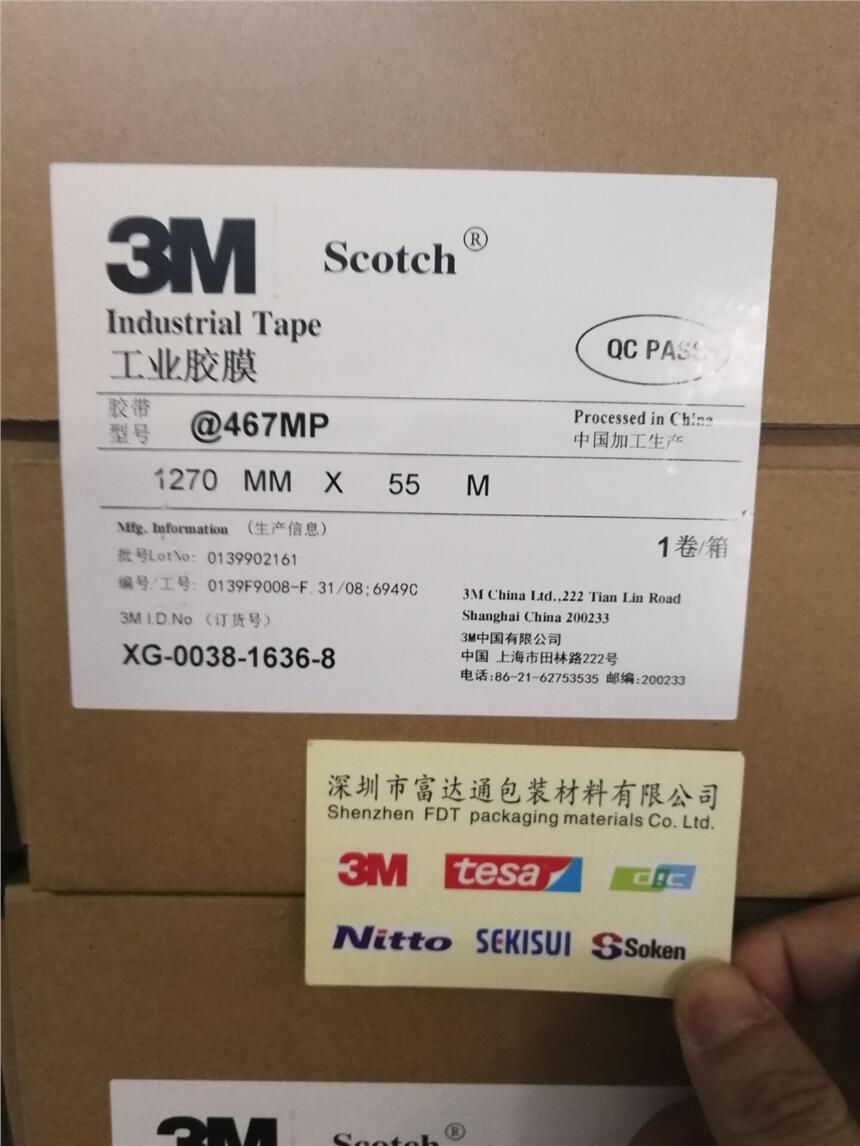 3M Scotch®
Industrial Tape
工业胶膜
QC PASS
胶带
型号 @467MP
Processed in China
中国加工生产
1270 MM X 55 M
Mfg. Information （生产信息）
批号LotNo: 0139902161
1卷/箱
编号/工号: 0139F9008-F. 31/08;6949C
3M I.D.No （订货号）
XG-0038-1636-8
3M China Ltd.,222 Tian Lin Road
Shanghai China 200233
3M中国有限公司
中国 上海市田林路222号
电话:86-21-62753535 邮编:200233
深圳市富达通包装材料有限公司
Shenzhen FDT packaging materials Co. Ltd.
3M tesa dic
Nitto SEKISUI Soken
3M Scotch®